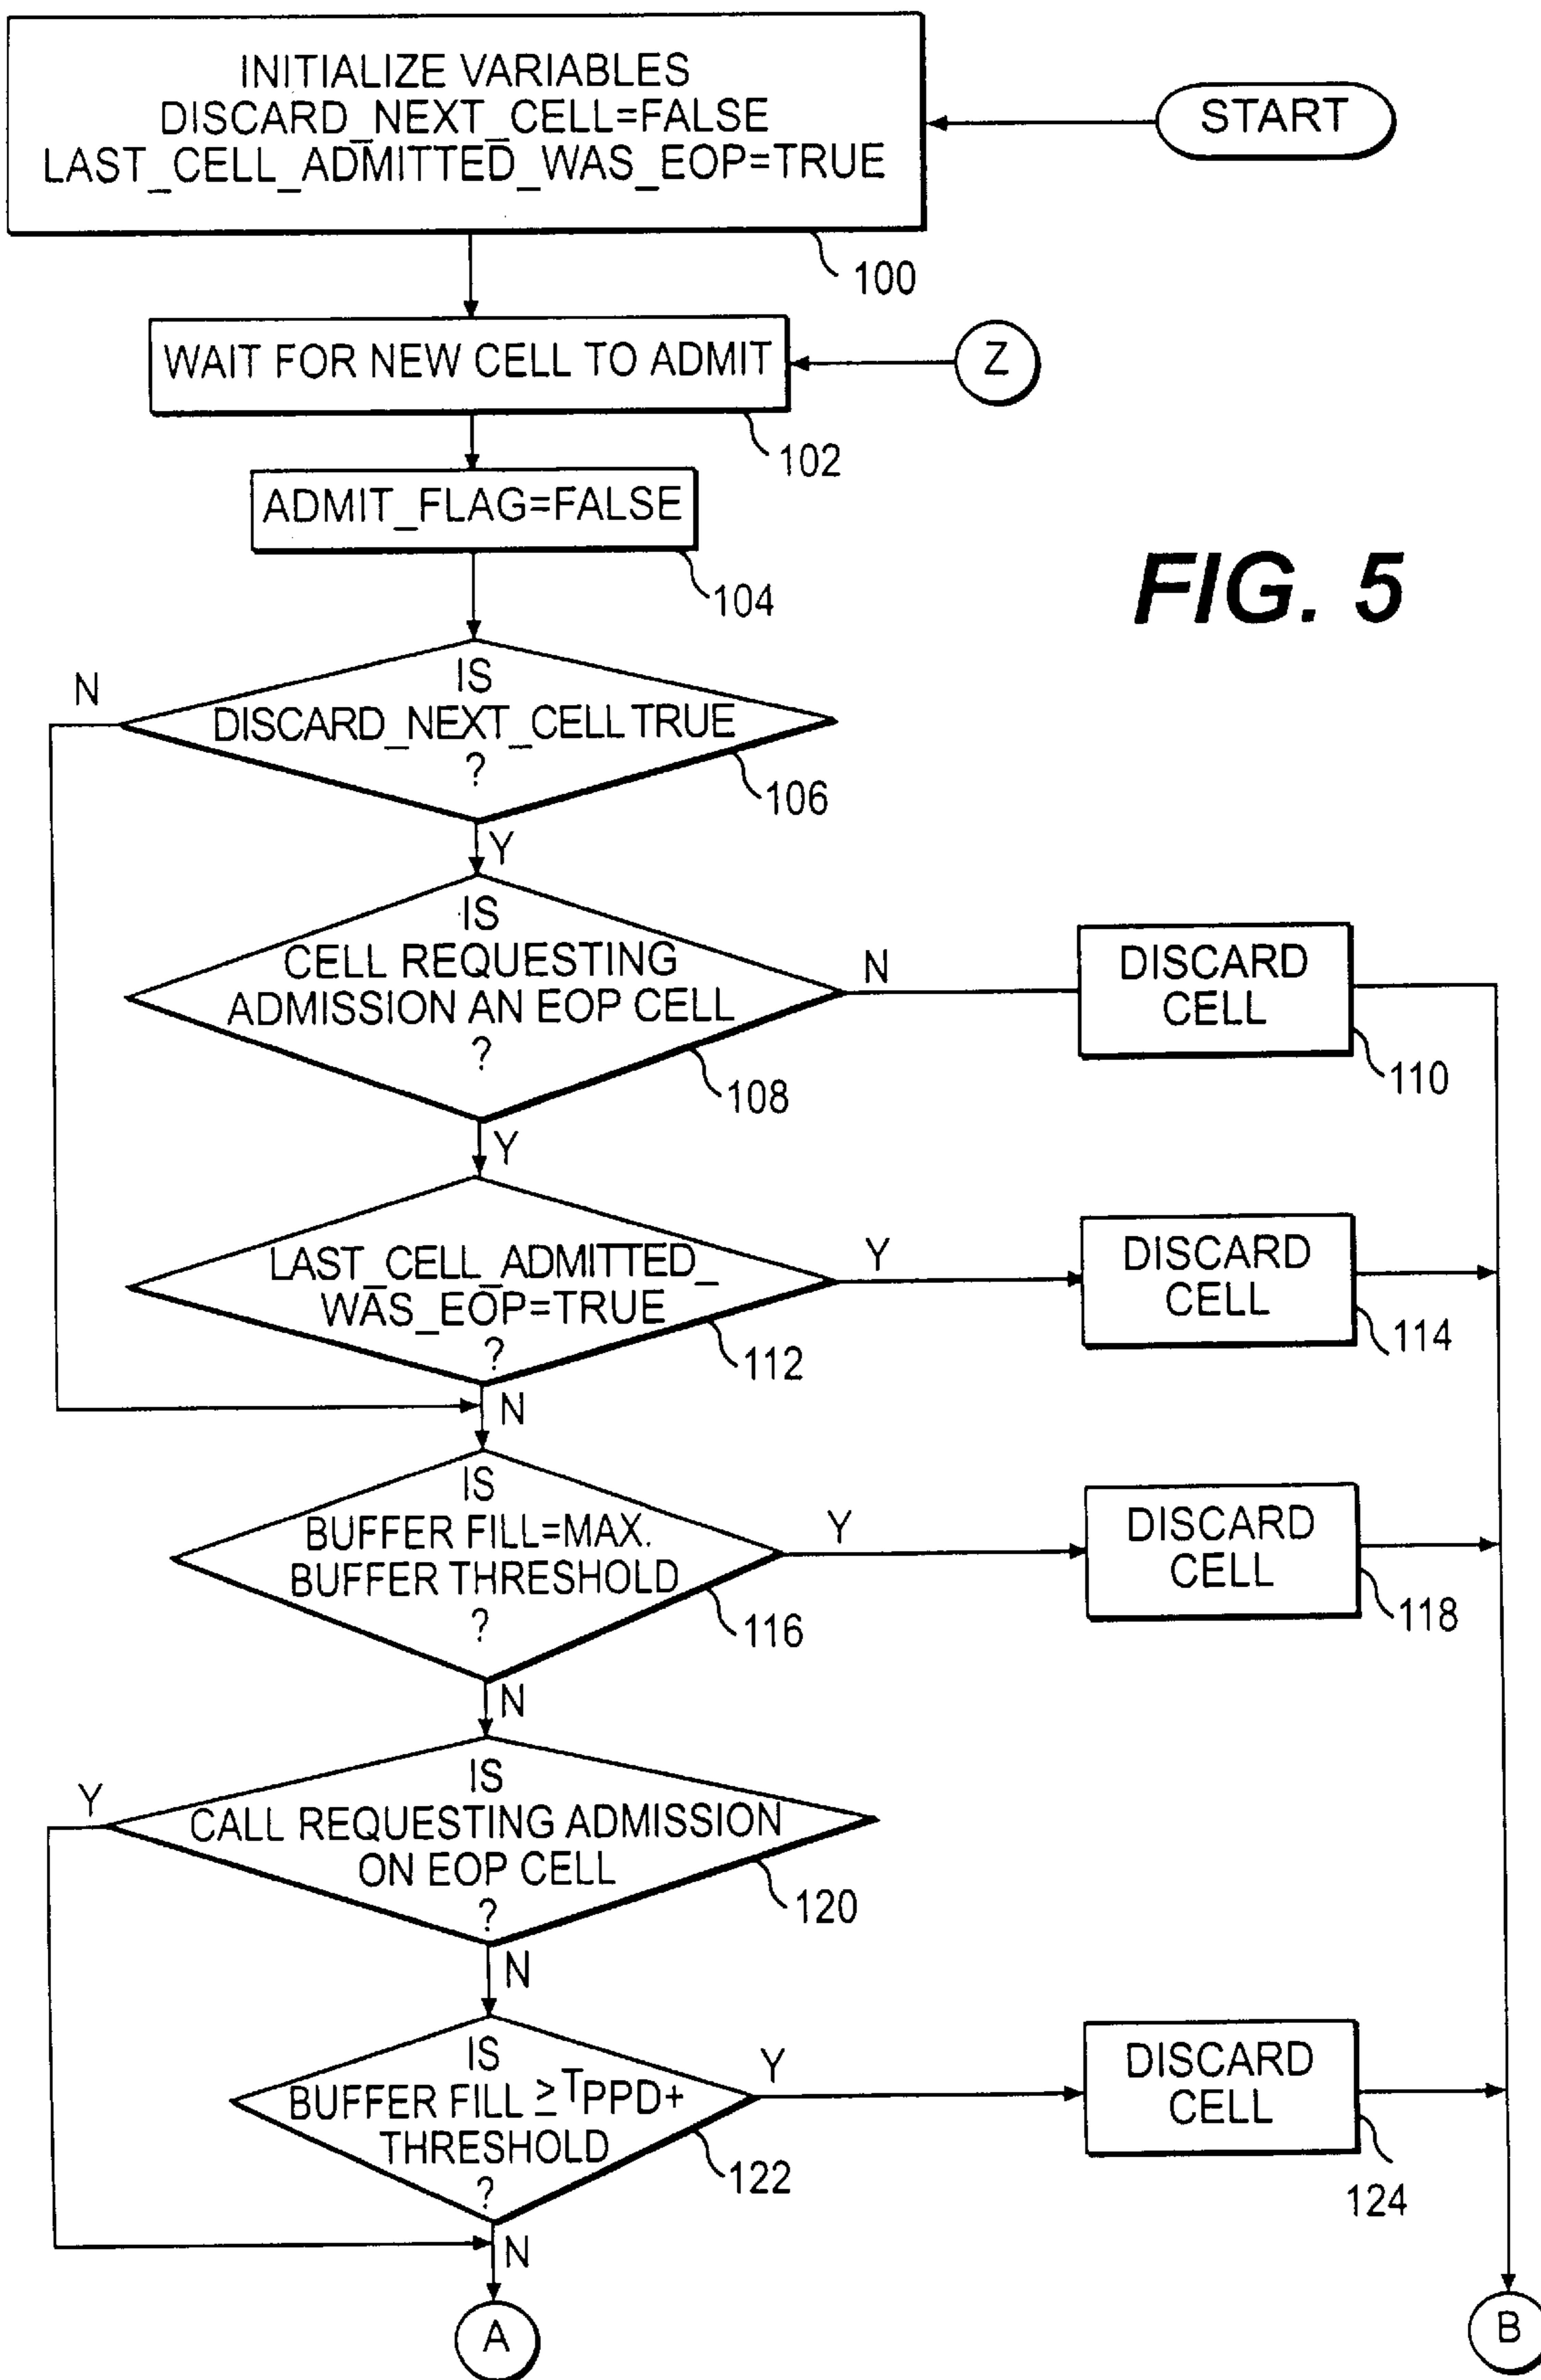 INITIALIZE VARIABLES
DISCARD_NEXT_CELL=FALSE
LAST_CELL_ADMITTED_WAS_EOP=TRUE
START
100
WAIT FOR NEW CELL TO ADMIT
Z
102
ADMIT_FLAG=FALSE
104
FIG. 5
N
IS
DISCARD_NEXT_CELL TRUE
?
106
Y
IS
CELL REQUESTING
ADMISSION AN EOP CELL
?
108
N
DISCARD
CELL
110
Y
LAST_CELL_ADMITTED_
WAS_EOP=TRUE
?
112
Y
DISCARD
CELL
114
N
IS
BUFFER FILL=MAX.
BUFFER THRESHOLD
?
116
Y
DISCARD
CELL
118
N
Y
IS
CALL REQUESTING ADMISSION
ON EOP CELL
?
120
N
IS
BUFFER FILL ≥ TPPD+
THRESHOLD
?
122
Y
DISCARD
CELL
124
N
A
B